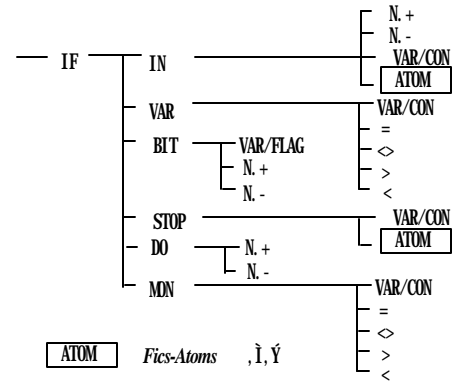 N. +
N. -
IF IN VAR/CON
ATOM
VAR VAR/CON
=
BIT VAR/FLAG <>
N. + >
N. - <
STOP VAR/CON
DO N. + ATOM
N. -
MON VAR/CON
=
<>
ATOM Fics-Atoms ,Ì,Ý >
<